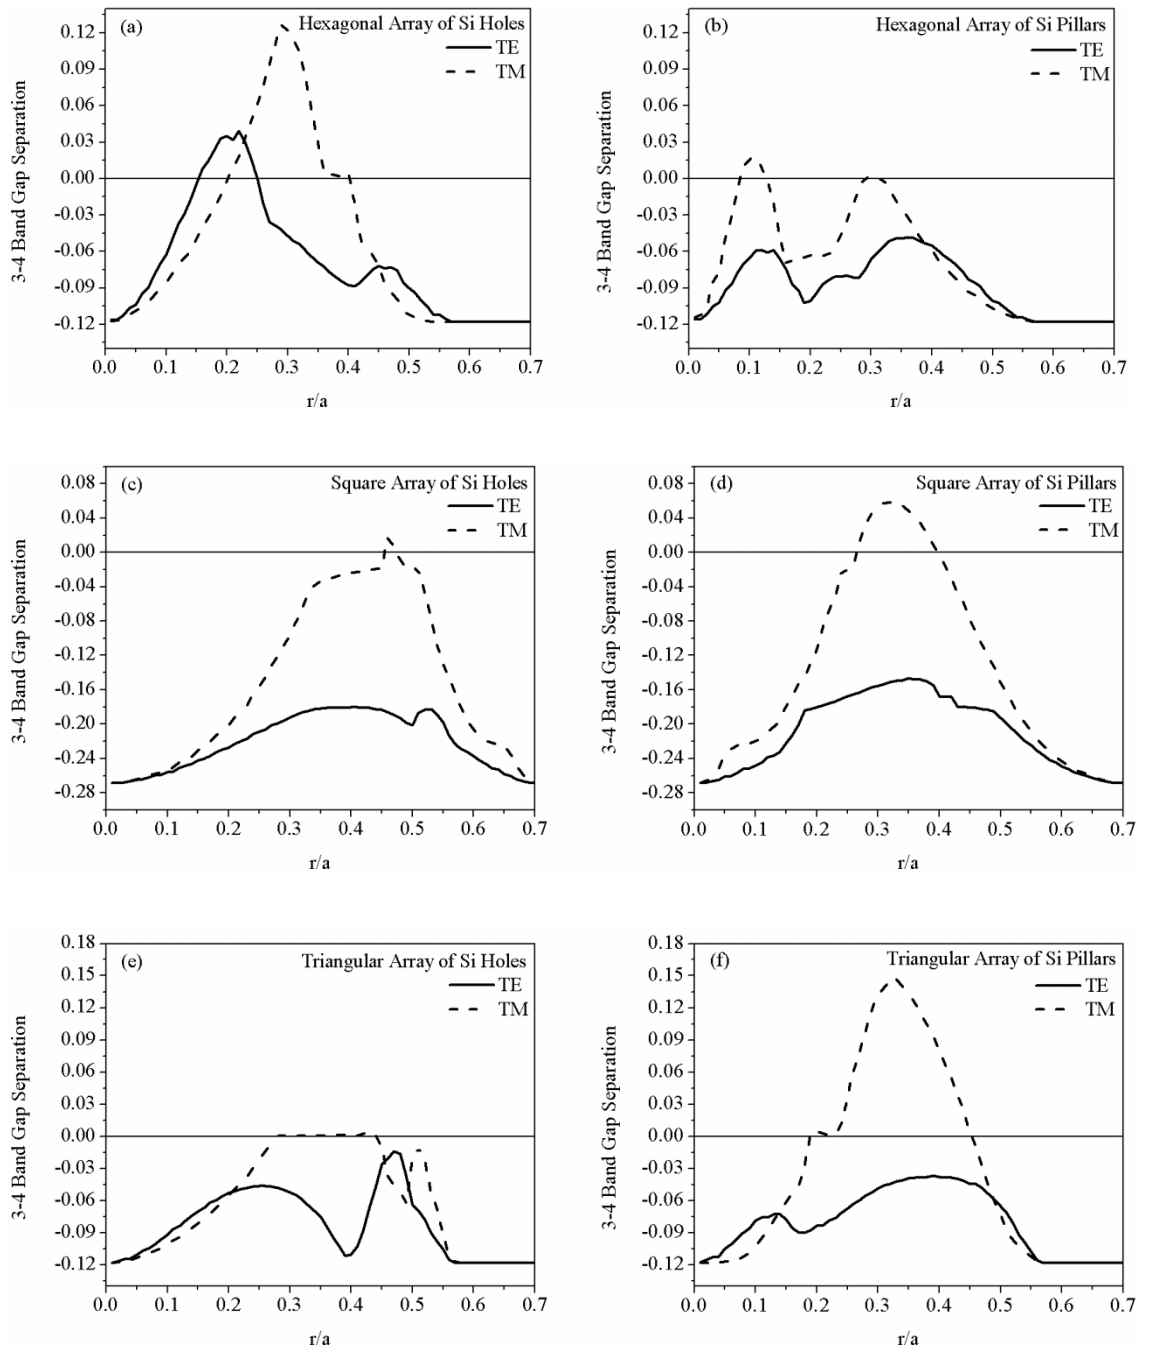 (a)
Hexagonal Array of Si Holes
TE
TM
0.12
0.09
0.06
0.03
0.00
-0.03
-0.06
-0.09
-0.12
3-4 Band Gap Separation
0.0 0.1 0.2 0.3 0.4 0.5 0.6 0.7
r/a
(b)
Hexagonal Array of Si Pillars
TE
TM
0.12
0.09
0.06
0.03
0.00
-0.03
-0.06
-0.09
-0.12
3-4 Band Gap Separation
0.0 0.1 0.2 0.3 0.4 0.5 0.6 0.7
r/a
(c)
Square Array of Si Holes
TE
TM
0.08
0.04
0.00
-0.04
-0.08
-0.12
-0.16
-0.20
-0.24
-0.28
3-4 Band Gap Separation
0.0 0.1 0.2 0.3 0.4 0.5 0.6 0.7
r/a
(d)
Square Array of Si Pillars
TE
TM
0.08
0.04
0.00
-0.04
-0.08
-0.12
-0.16
-0.20
-0.24
-0.28
3-4 Band Gap Separation
0.0 0.1 0.2 0.3 0.4 0.5 0.6 0.7
r/a
(e)
Triangular Array of Si Holes
TE
TM
0.18
0.15
0.12
0.09
0.06
0.03
0.00
-0.03
-0.06
-0.09
-0.12
3-4 Band Gap Separation
0.0 0.1 0.2 0.3 0.4 0.5 0.6 0.7
r/a
(f)
Triangular Array of Si Pillars
TE
TM
0.18
0.15
0.12
0.09
0.06
0.03
0.00
-0.03
-0.06
-0.09
-0.12
3-4 Band Gap Separation
0.0 0.1 0.2 0.3 0.4 0.5 0.6 0.7
r/a